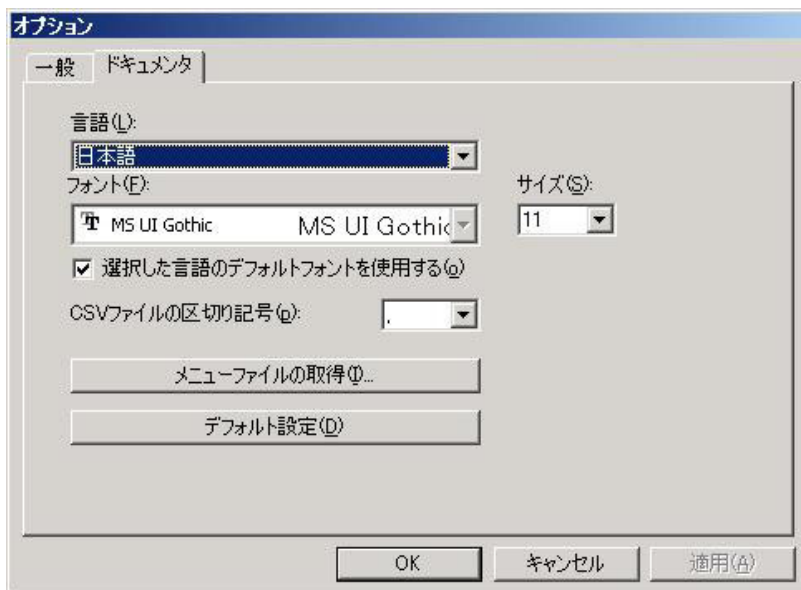 オプション
一般 ドキュメンタ
言語(L):
日本語
フォント(F): サイズ(S):
MS UI Gothic MS UI Gothic 11
選択した言語のデフォルトフォントを使用する(o)
CSVファイルの区切り記号(p): ,
メニューファイルの取得(I)...
デフォルト設定(D)
OK キャンセル 適用(A)